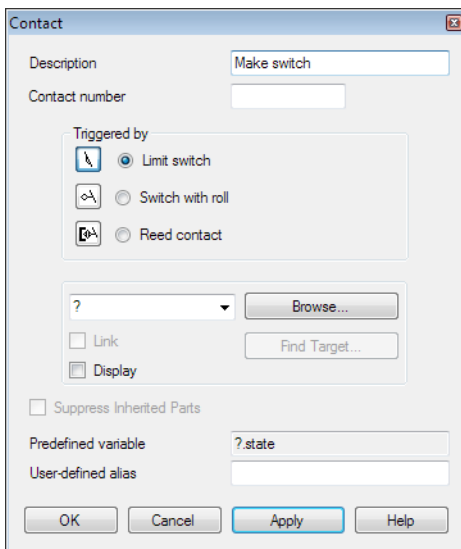 Contact
Description Make switch
Contact number
Triggered by
Limit switch
Switch with roll
Reed contact
? Browse...
Link Find Target...
Display
Suppress Inherited Parts
Predefined variable ?.state
User-defined alias
OK Cancel Apply Help